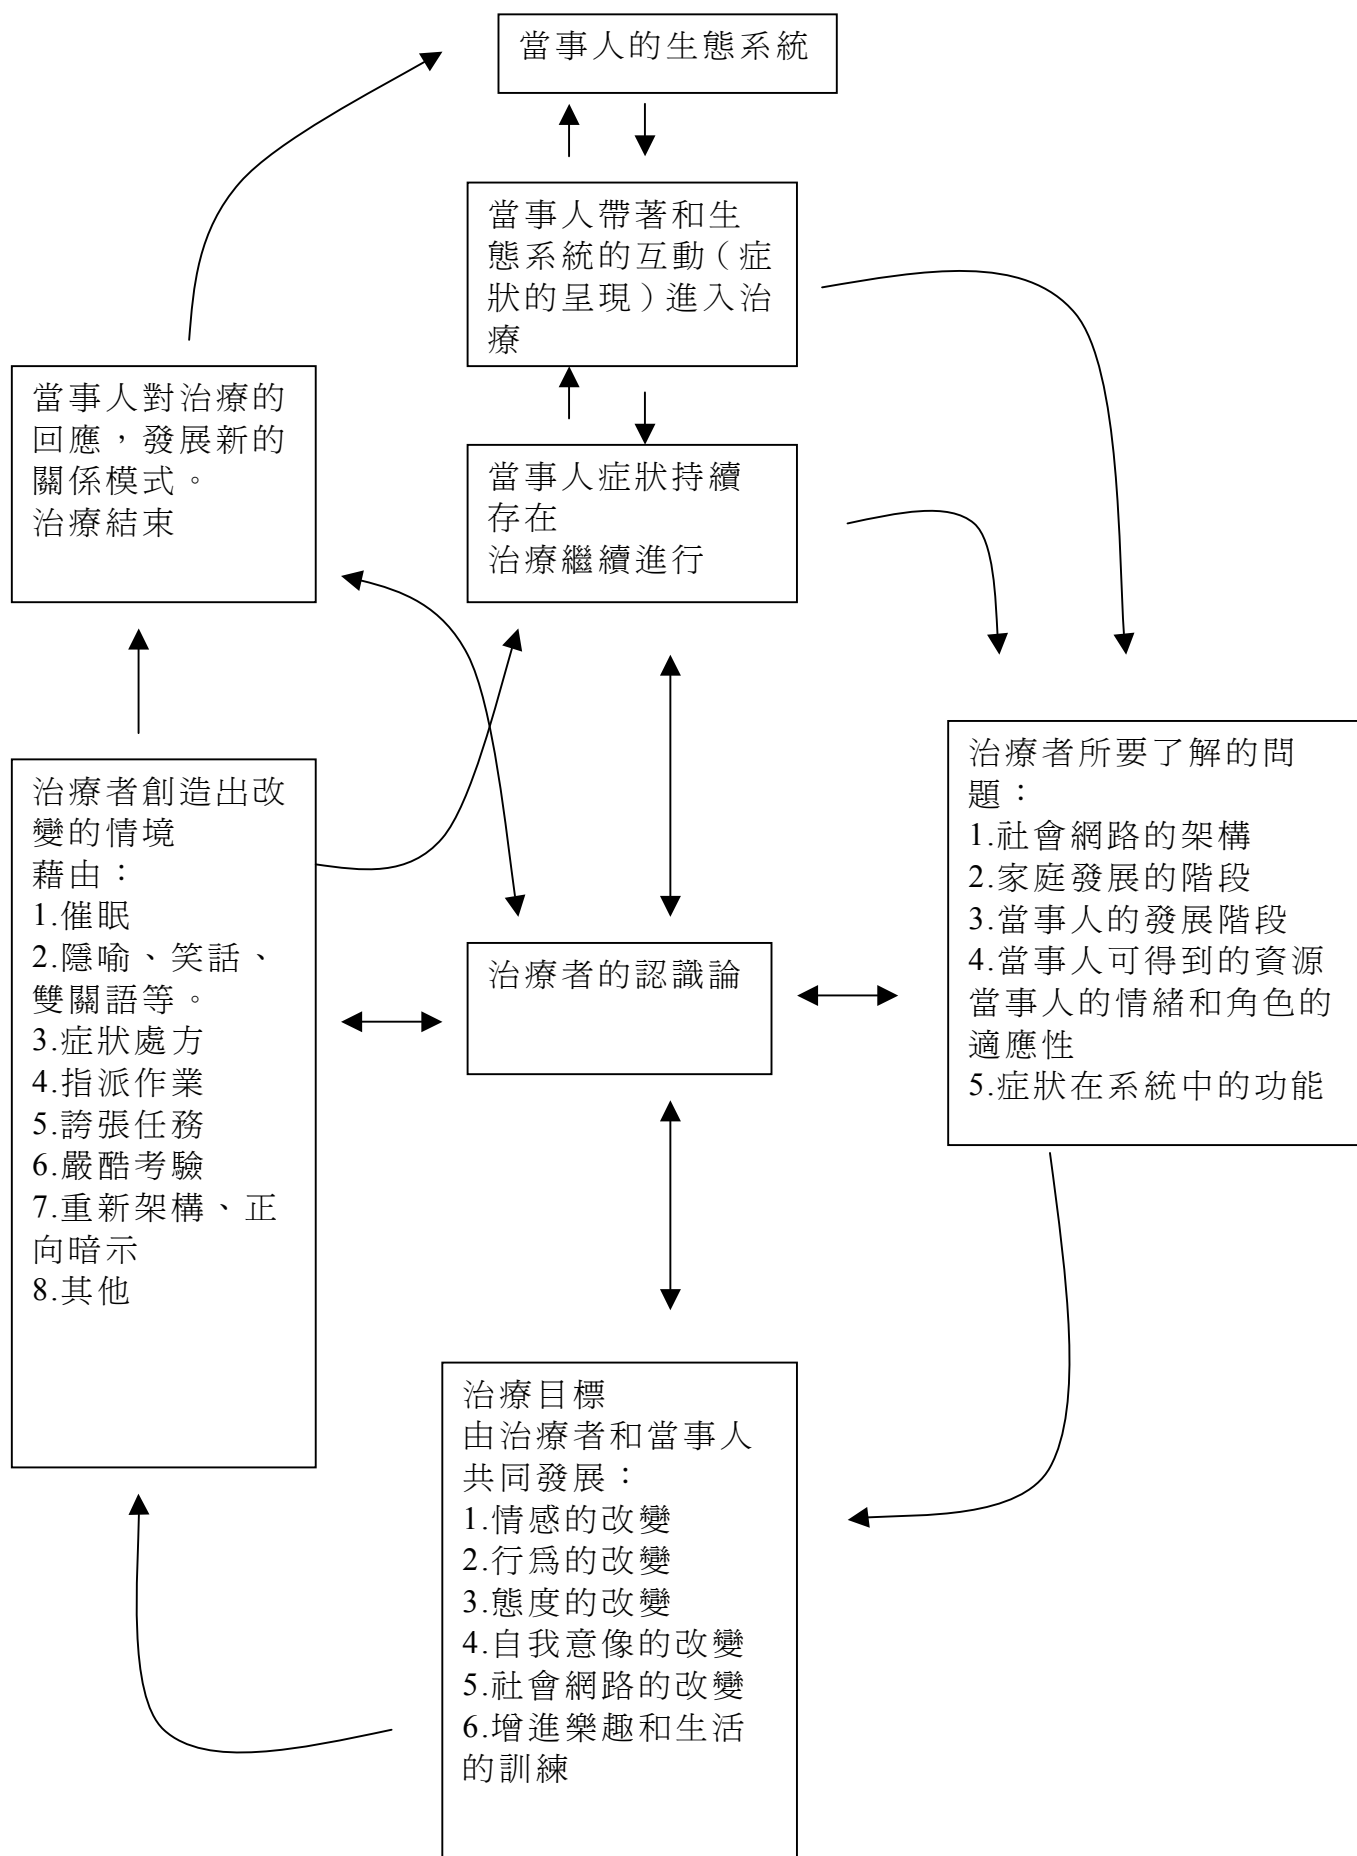 當事人的生態系統
當事人帶著和生
態系統的互動（症
狀的呈現）進入治
療
當事人對治療的
回應，發展新的
關係模式。
治療結束
當事人症狀持續
存在
治療繼續進行
治療者創造出改
變的情境
藉由：
1.催眠
2.隱喻、笑話、
雙關語等。
3.症狀處方
4.指派作業
5.誇張任務
6.嚴酷考驗
7.重新架構、正
向暗示
8.其他
治療者的認識論
治療者所要了解的問
題：
1.社會網路的架構
2.家庭發展的階段
3.當事人的發展階段
4.當事人可得到的資源
當事人的情緒和角色的
適應性
5.症狀在系統中的功能
治療目標
由治療者和當事人
共同發展：
1.情感的改變
2.行為的改變
3.態度的改變
4.自我意像的改變
5.社會網路的改變
6.增進樂趣和生活
的訓練